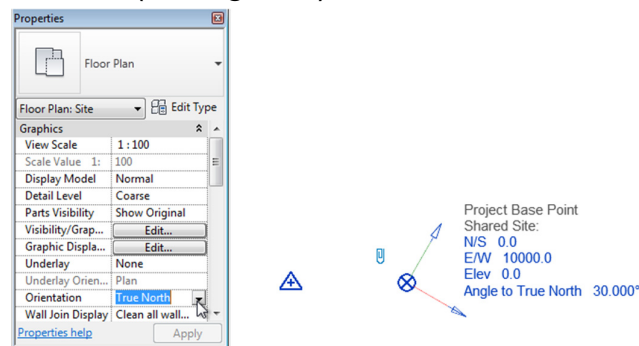 Properties
Floor Plan
Floor Plan: Site
Edit Type
Graphics
View Scale 1 : 100
Scale Value 1: 100
Display Model Normal
Detail Level Coarse
Parts Visibility Show Original
Visibility/Grap... Edit...
Graphic Displa... Edit...
Underlay None
Underlay Orien... Plan
Orientation True North
Wall Join Display Clean all wall...
Properties help Apply
Project Base Point
Shared Site:
N/S 0.0
E/W 10000.0
Elev 0.0
Angle to True North 30.000°